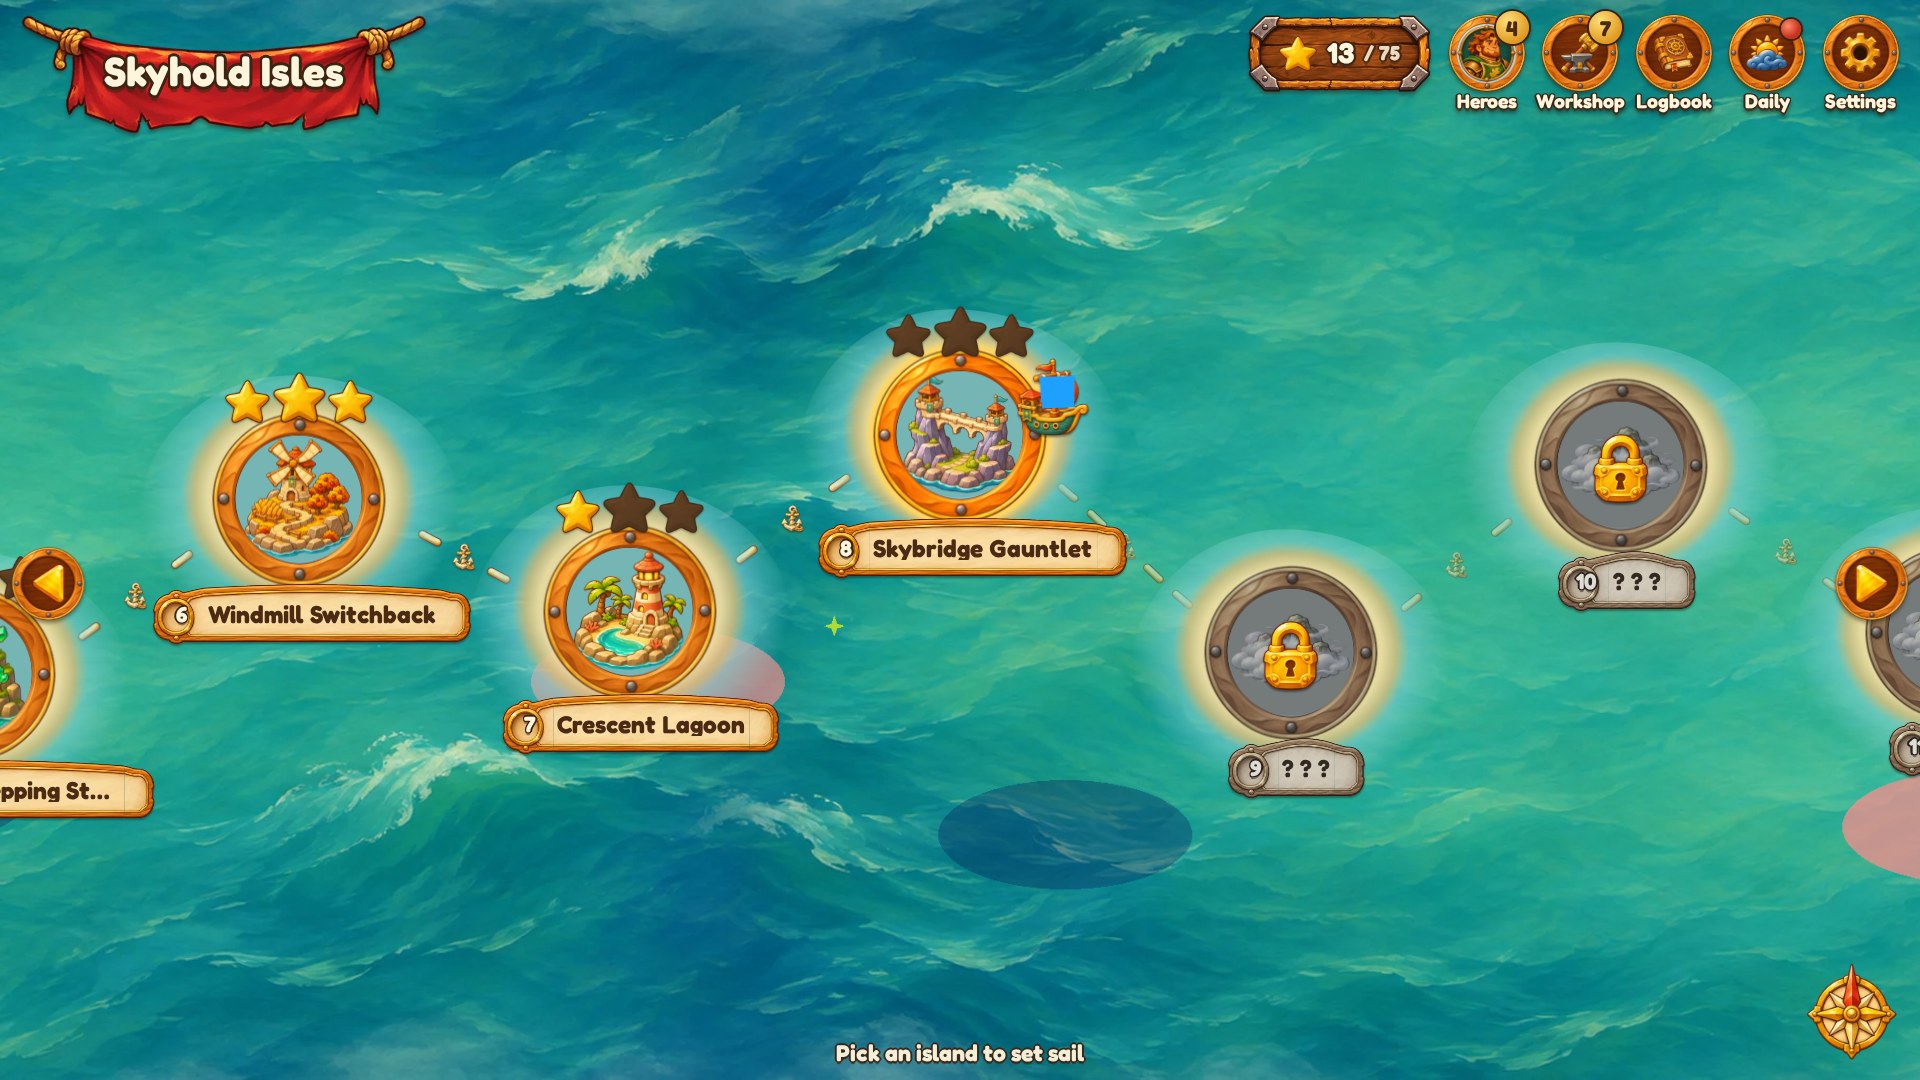 Skyhold Isles
13 / 75
4
7
Heroes
Workshop
Logbook
Daily
Settings
6 Windmill Switchback
7 Crescent Lagoon
8 Skybridge Gauntlet
9 ???
10 ???
11
pping St...
Pick an island to set sail